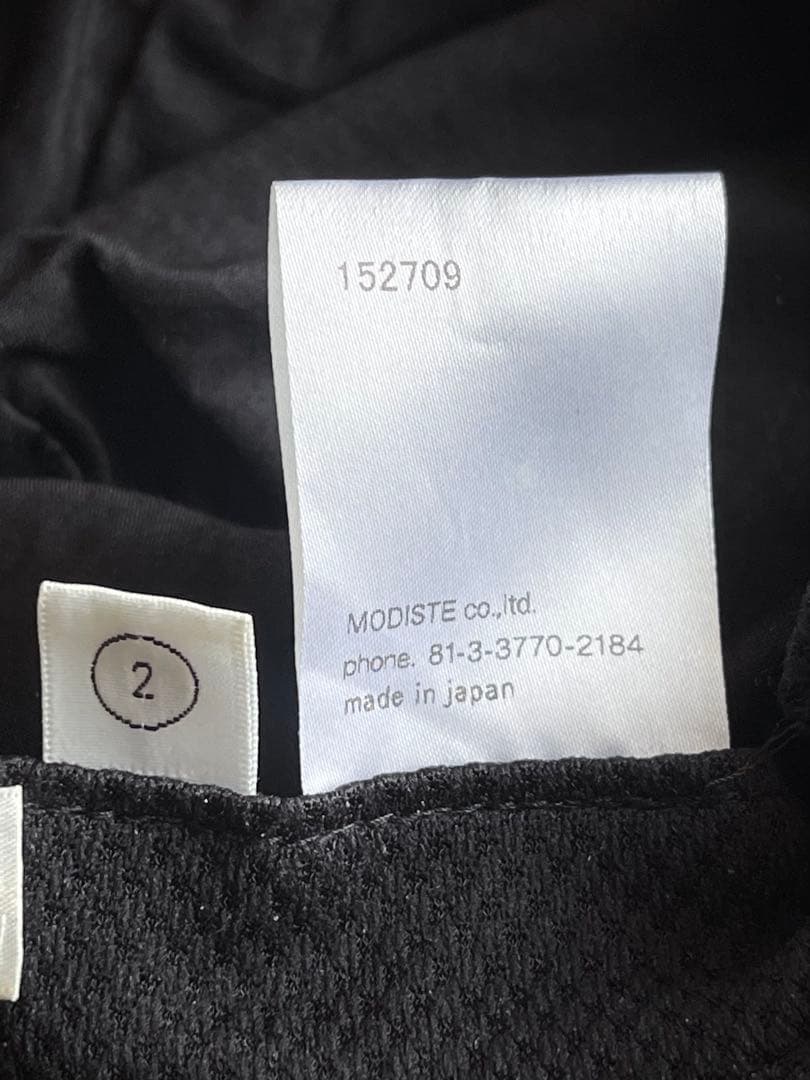 152709
MODISTE co.,ltd.
phone. 81-3-3770-2184
made in japan
2